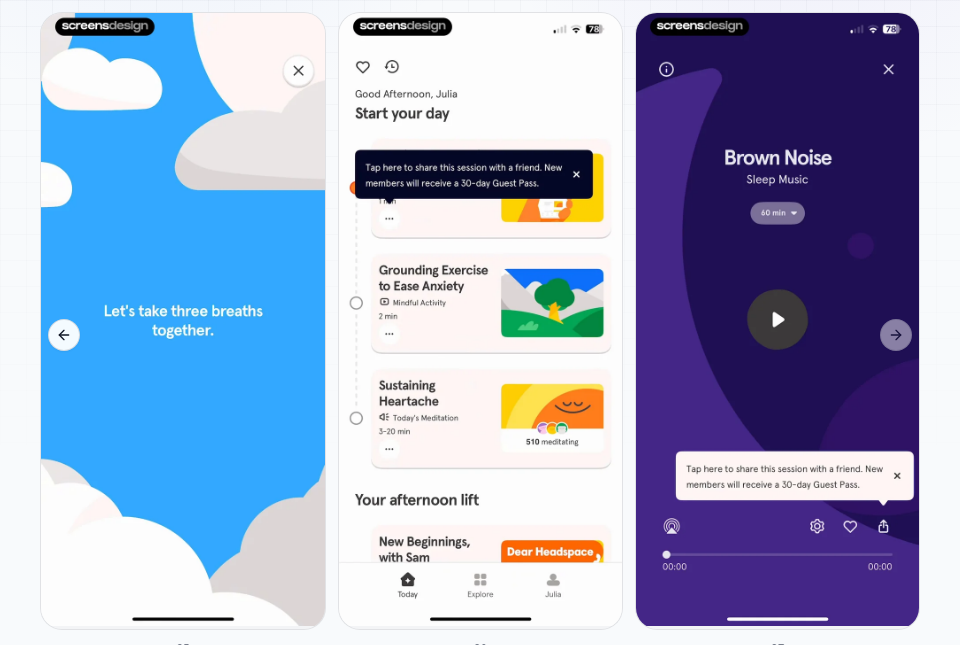 screensdesign
Let's take three breaths
together.
screensdesign
78
Good Afternoon, Julia
Start your day
Tap here to share this session with a friend. New
members will receive a 30-day Guest Pass.
1 min
Grounding Exercise
to Ease Anxiety
Mindful Activity
2 min
Sustaining
Heartache
Today's Meditation
3-20 min
510 meditating
Your afternoon lift
New Beginnings,
with Sam
Dear Headspace,
Today
Explore
Julia
screensdesign
78
Brown Noise
Sleep Music
60 min
Tap here to share this session with a friend. New
members will receive a 30-day Guest Pass.
00:00
00:00